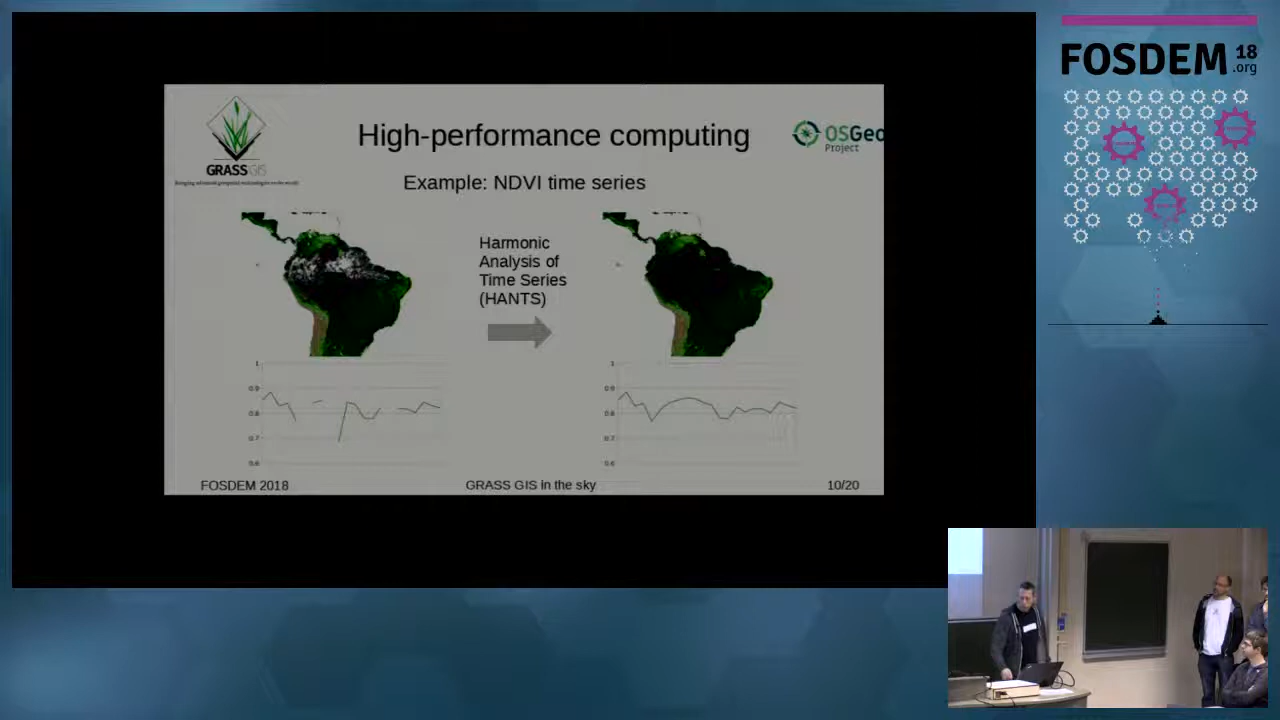 FOSDEM 18
.org
GRASS GIS
High-performance computing
OSGeo
Project
Example: NDVI time series
Harmonic
Analysis of
Time Series
(HANTS)
1
0.9
0.8
0.7
0.6
1
0.9
0.8
0.7
0.6
FOSDEM 2018
GRASS GIS in the sky
10/20